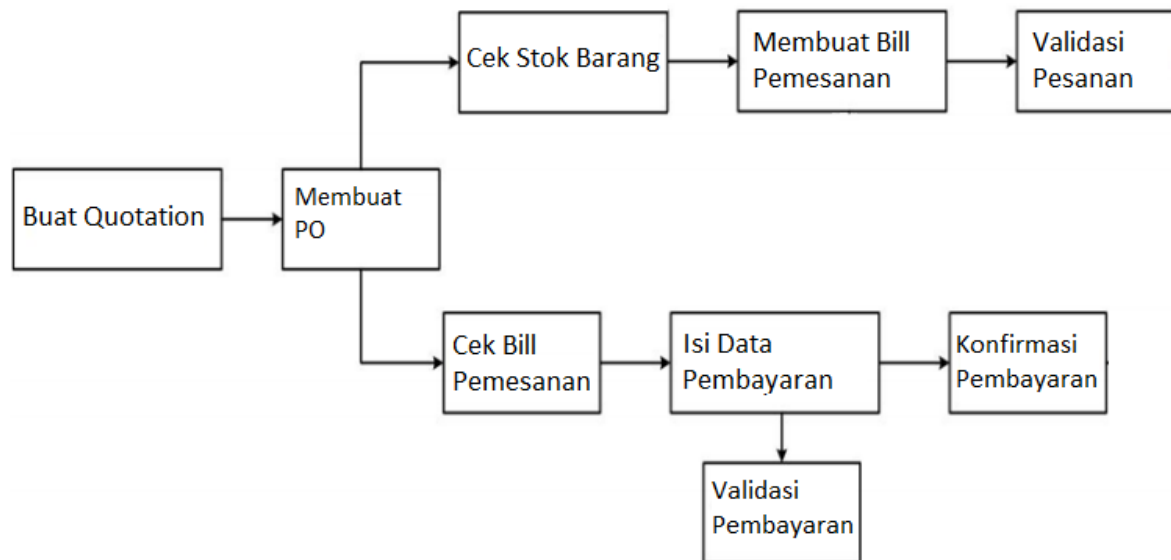 Cek Stok Barang
Membuat Bill
Pemesanan
Validasi
Pesanan
Buat Quotation
Membuat
PO
Cek Bill
Pemesanan
Isi Data
Pembayaran
Konfirmasi
Pembayaran
Validasi
Pembayaran